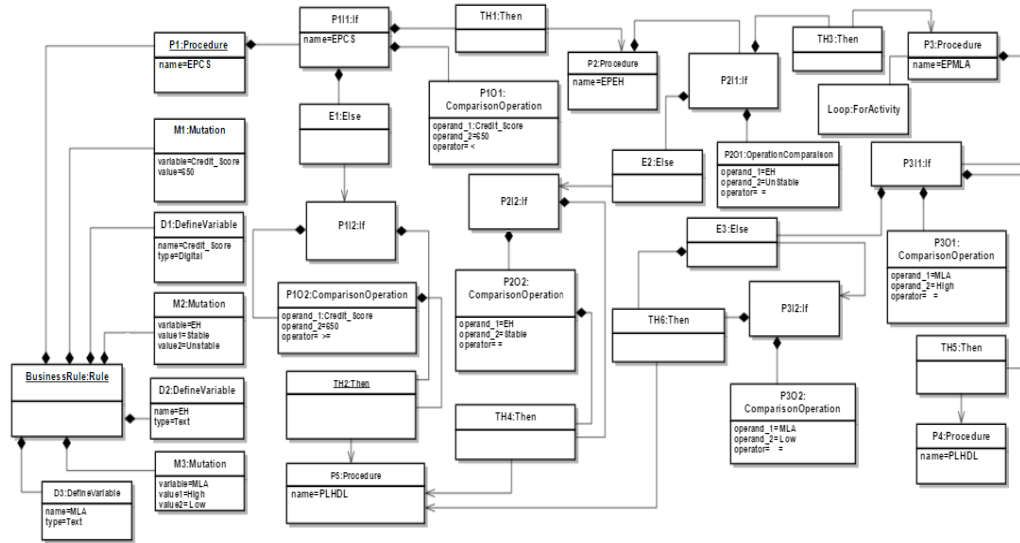 P1:Procedure
name=EPCS
P1I1:If
name=EPCS
TH1:Then
P2:Procedure
name=EPEH
P2I1:If
TH3:Then
P3:Procedure
name=EPMLA
Loop:ForActivity
M1:Mutation
variable=Credit_Score
value=650
E1:Else
P1O1:
ComparisonOperation
operand_1:Credit_Score
operand_2=650
operator= <
E2:Else
P2O1:OperationComparaison
operand_1=EH
operand_2=UnStable
operator= =
P3I1:If
D1:DefineVariable
name=Credit_Score
type=Digital
P1I2:If
P2I2:If
E3:Else
P3O1:
ComparisonOperation
operand_1=MLA
operand_2= High
operator= =
M2:Mutation
variable=EH
value1=Stable
value2=Unstable
P1O2:ComparisonOperation
operand_1:Credit_Score
operand_2=650
operator= >=
P2O2:
ComparisonOperation
operand_1=EH
operand_2= Stable
operator= =
TH6:Then
P3I2:If
BusinessRule:Rule
D2:DefineVariable
name=EH
type=Text
TH2:Then
TH4:Then
P3O2:
ComparisonOperation
operand_1=MLA
operand_2= Low
operator= =
TH5:Then
P4:Procedure
name=PLHDL
M3:Mutation
variable=MLA
value1=High
value2= Low
D3:DefineVariable
name=MLA
type=Text
P5:Procedure
name=PLHDL